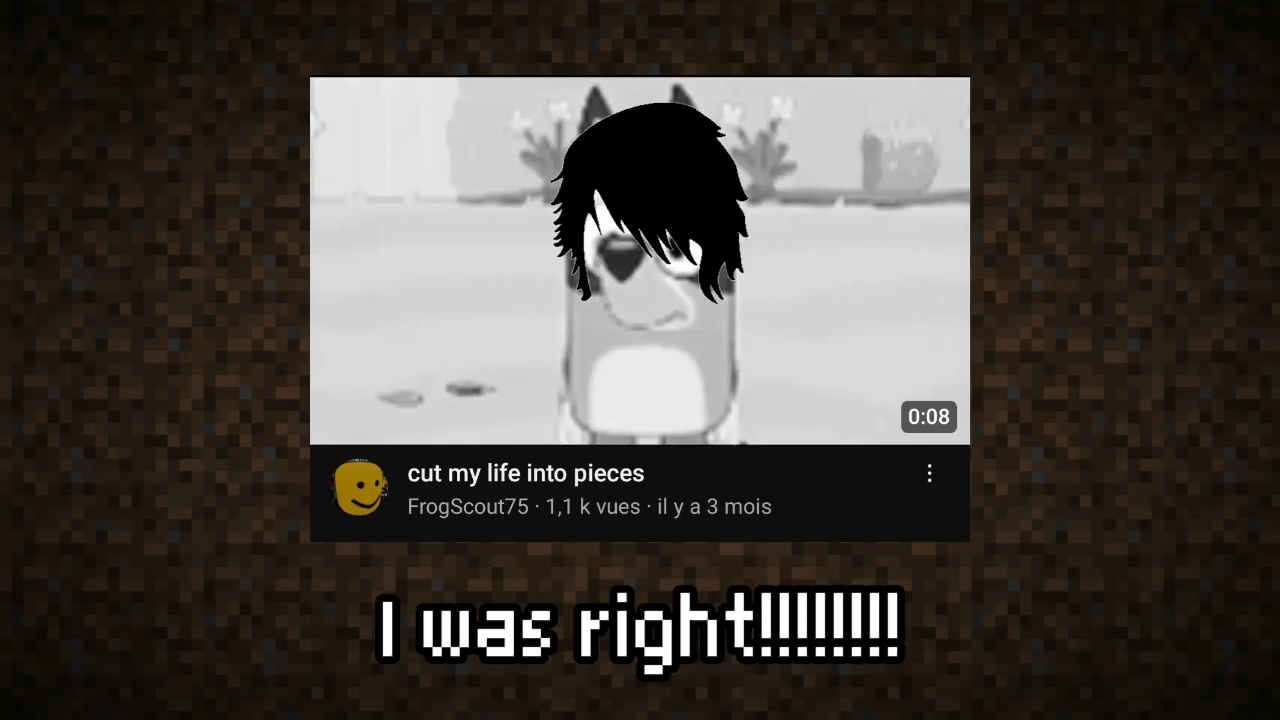 0:08
cut my life into pieces
FrogScout75 · 1,1 k vues · il y a 3 mois
I was right!!!!!!!!